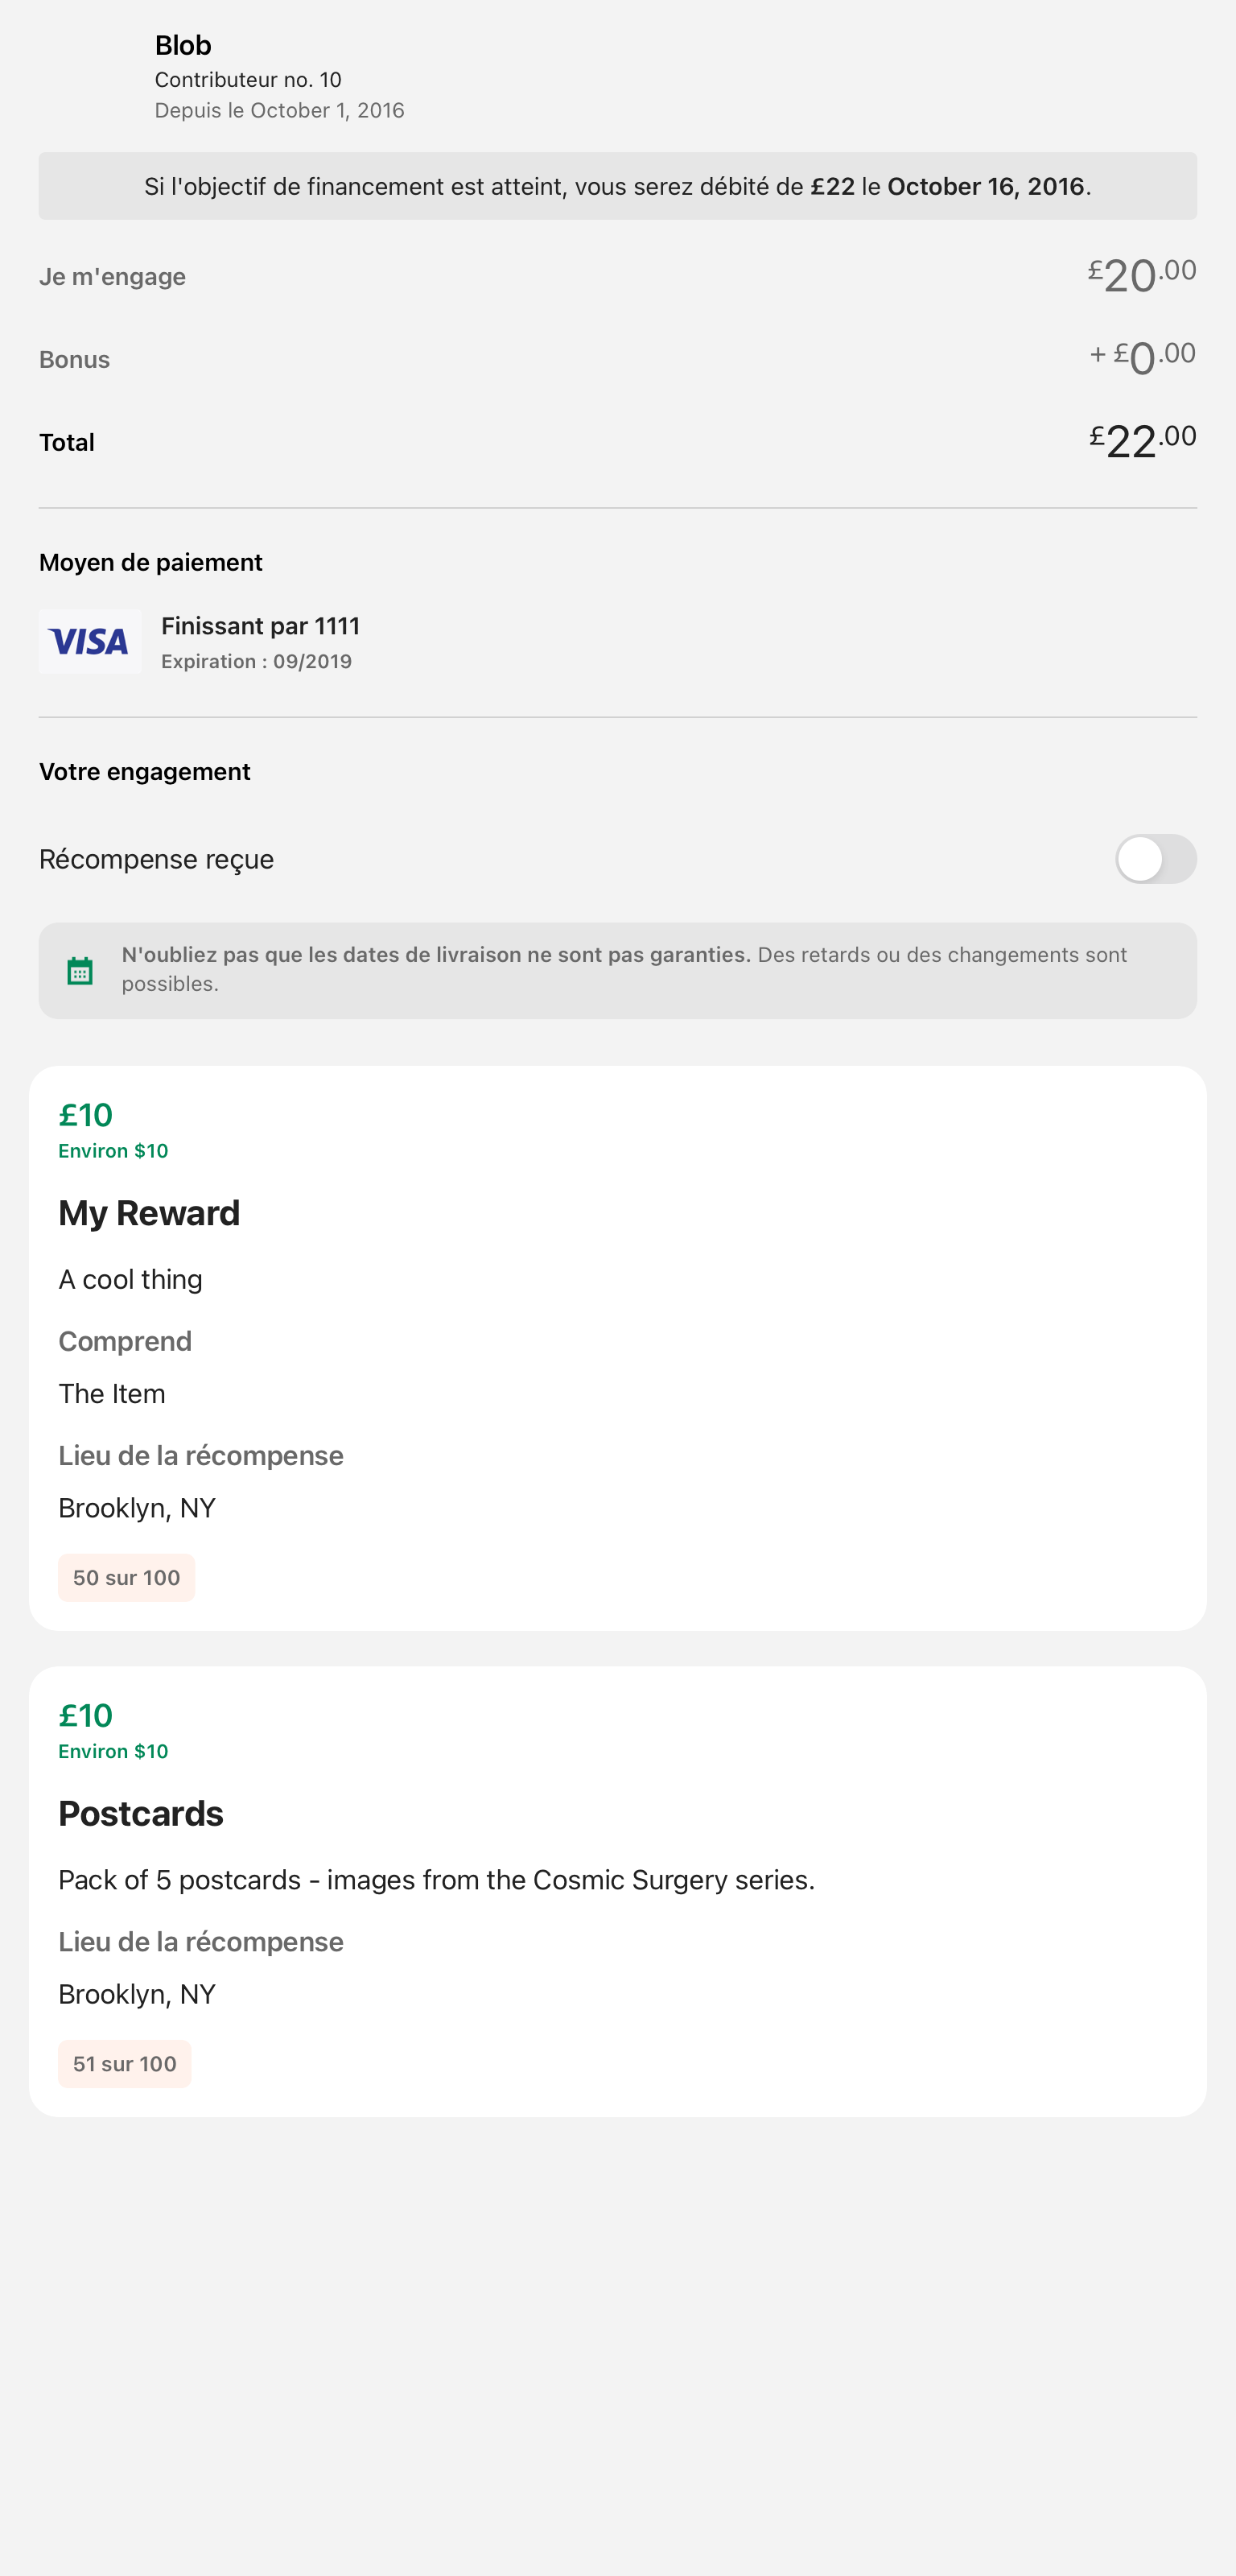 Blob
Contributeur no. 10
Depuis le October 1, 2016
Si l'objectif de financement est atteint, vous serez débité de £22 le October 16, 2016.
Je m'engage £20.00
Bonus + £0.00
Total £22.00
Moyen de paiement
VISA Finissant par 1111
Expiration : 09/2019
Votre engagement
Récompense reçue
N'oubliez pas que les dates de livraison ne sont pas garanties. Des retards ou des changements sont
possibles.
£10
Environ $10
My Reward
A cool thing
Comprend
The Item
Lieu de la récompense
Brooklyn, NY
50 sur 100
£10
Environ $10
Postcards
Pack of 5 postcards - images from the Cosmic Surgery series.
Lieu de la récompense
Brooklyn, NY
51 sur 100